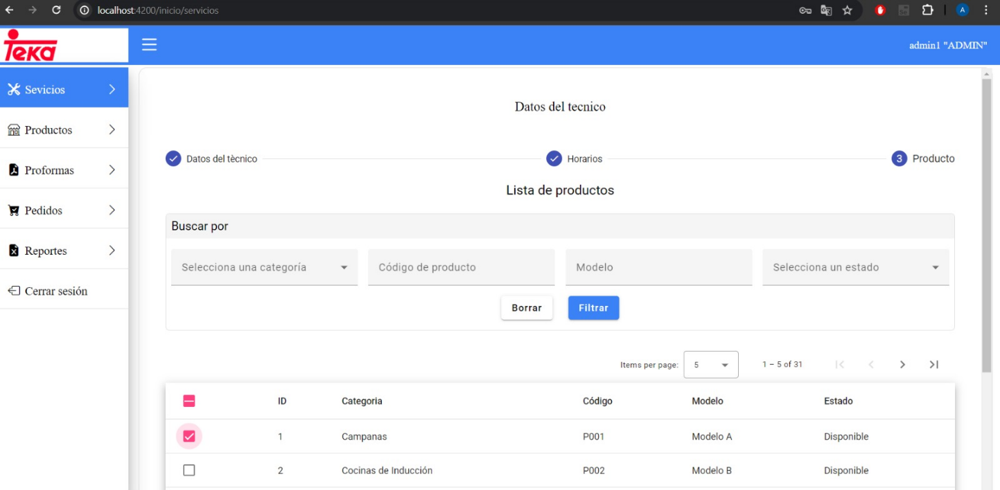 localhost:4200/inicio/servicios
A
Teka
admin1 "ADMIN"
Sevicios
Productos
Proformas
Pedidos
Reportes
Cerrar sesión
Datos del tecnico
Datos del tècnico
Horarios
3 Producto
Lista de productos
Buscar por
Selecciona una categoría Código de producto Modelo Selecciona un estado
Borrar Filtrar
Items per page: 5 1 – 5 of 31
ID Categoria Código Modelo Estado
1 Campanas P001 Modelo A Disponible
2 Cocinas de Inducción P002 Modelo B Disponible